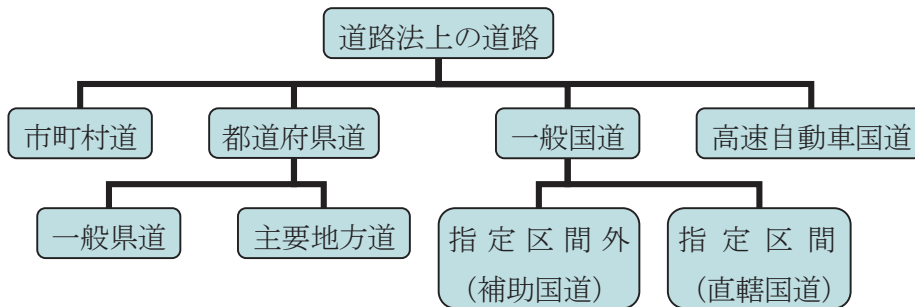 道路法上の道路
市町村道
都道府県道
一般国道
高速自動車国道
一般県道
主要地方道
指定区間外
（補助国道）
指定区間
（直轄国道）